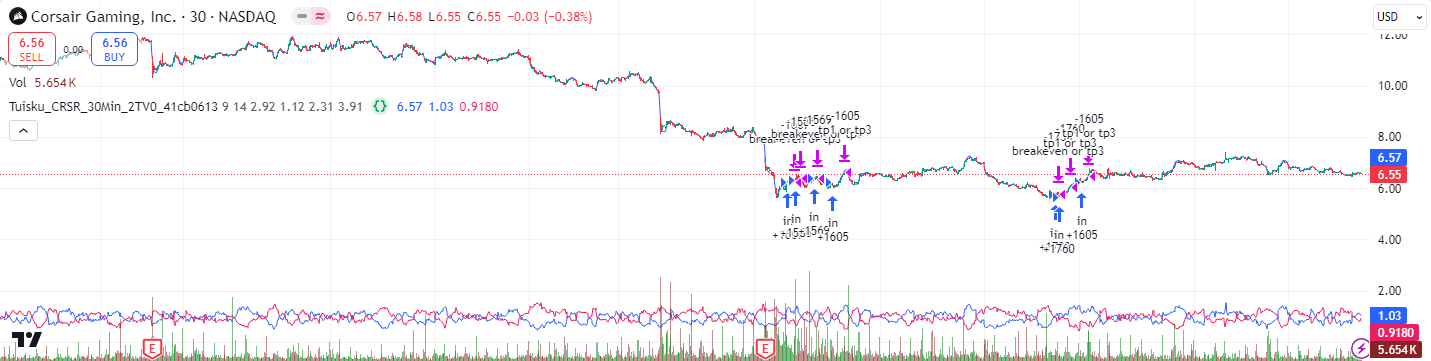 Corsair Gaming, Inc. · 30 · NASDAQ O6.57 H6.58 L6.55 C6.55 −0.03 (−0.38%)
USD
6.56
SELL
0.00
6.56
BUY
Vol 5.654K
Tuisku_CRSR_30Min_2TV0_41cb0613 9 14 2.92 1.12 2.31 3.91 {} 6.57 1.03 0.9180
12.00
10.00
8.00
6.57
6.55
6.00
4.00
2.00
1.03
0.9180
5.654K
-1569
-1605
tp1 or tp3
in
in
in
+1569
+1605
-1605
-1760
tp1 or tp3
tp1 or tp3
breakeven or tp3
in
in
+1605
+1760
E
E
TV